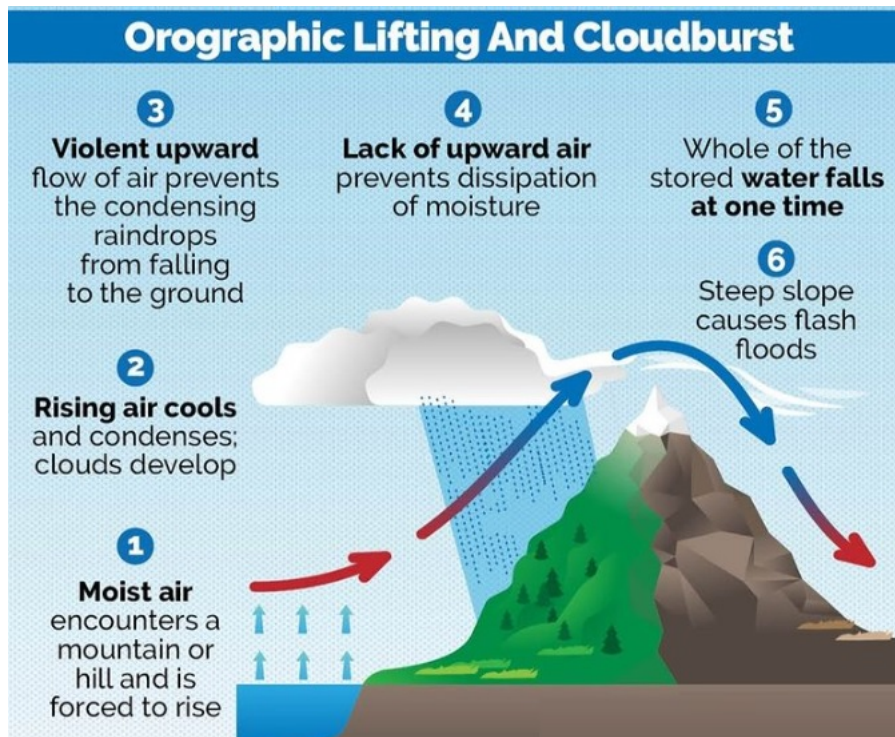 Orographic Lifting And Cloudburst
3
Violent upward
flow of air prevents
the condensing
raindrops
from falling
to the ground
4
Lack of upward air
prevents dissipation
of moisture
5
Whole of the
stored water falls
at one time
6
Steep slope
causes flash
floods
2
Rising air cools
and condenses;
clouds develop
1
Moist air
encounters a
mountain or
hill and is
forced to rise